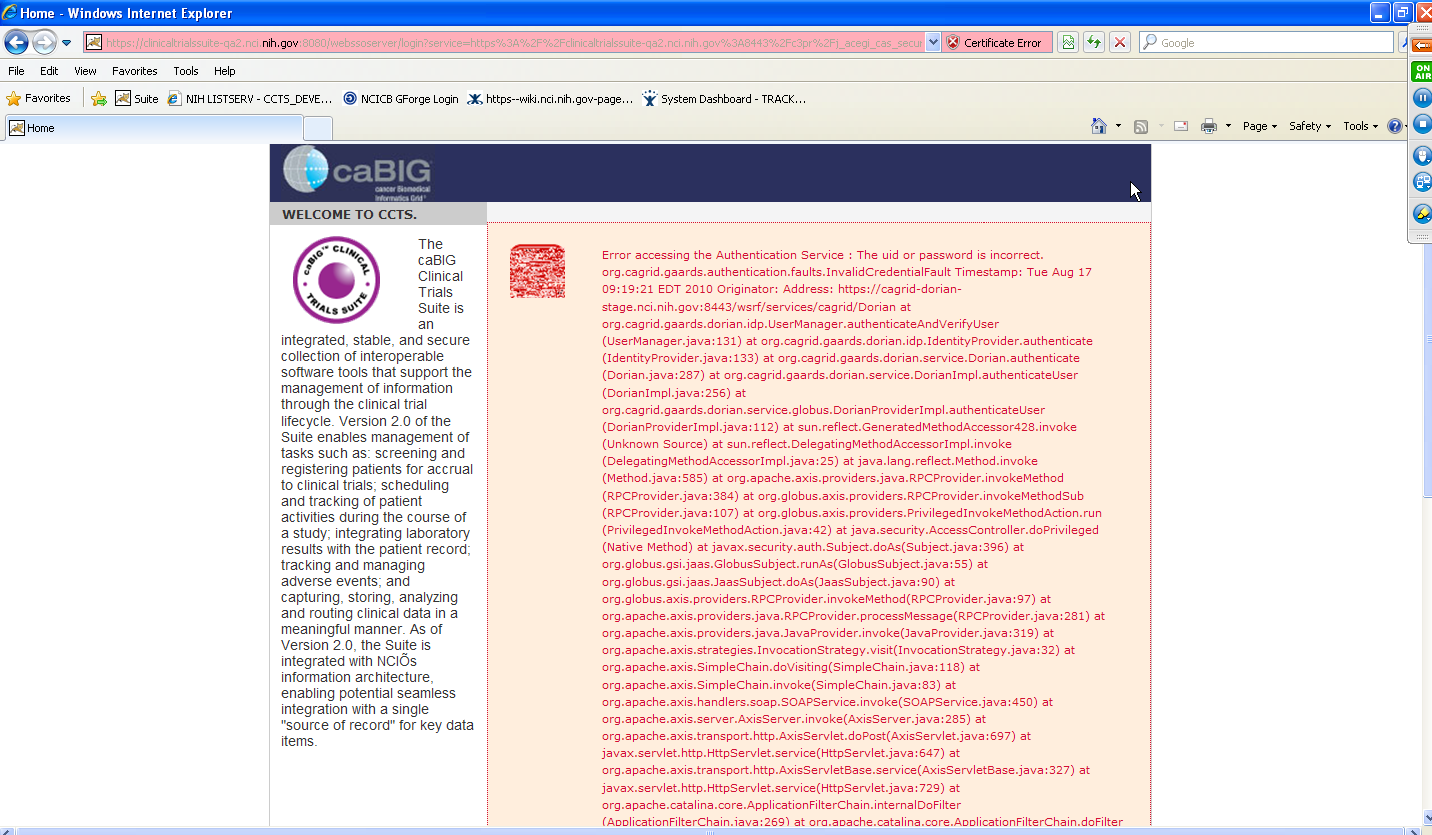 Home - Windows Internet Explorer
https://clinicaltrialssuite-qa2.nci.nih.gov:8080/webssoserver/login?service=https%3A%2F%2Fclinicaltrialssuite-qa2.nci.nih.gov%3A8443%2Fc3pr%2Fj_acegi_cas_secur
Certificate Error
Google
File Edit View Favorites Tools Help
Favorites Suite NIH LISTSERV - CCTS_DEVE... NCICB GForge Login https--wiki.nci.nih.gov-page... System Dashboard - TRACK...
Home
Page Safety Tools
ON AIR
caBIG
cancer Biomedical
Informatics Grid
WELCOME TO CCTS.
caBIG™ CLINICAL TRIALS SUITE
The
caBIG
Clinical
Trials
Suite is
an
integrated, stable, and secure
collection of interoperable
software tools that support the
management of information
through the clinical trial
lifecycle. Version 2.0 of the
Suite enables management of
tasks such as: screening and
registering patients for accrual
to clinical trials; scheduling
and tracking of patient
activities during the course of
a study; integrating laboratory
results with the patient record;
tracking and managing
adverse events; and
capturing, storing, analyzing
and routing clinical data in a
meaningful manner. As of
Version 2.0, the Suite is
integrated with NCIÕs
information architecture,
enabling potential seamless
integration with a single
"source of record" for key data
items.
Error accessing the Authentication Service : The uid or password is incorrect.
org.cagrid.gaards.authentication.faults.InvalidCredentialFault Timestamp: Tue Aug 17
09:19:21 EDT 2010 Originator: Address: https://cagrid-dorian-
stage.nci.nih.gov:8443/wsrf/services/cagrid/Dorian at
org.cagrid.gaards.dorian.idp.UserManager.authenticateAndVerifyUser
(UserManager.java:131) at org.cagrid.gaards.dorian.idp.IdentityProvider.authenticate
(IdentityProvider.java:133) at org.cagrid.gaards.dorian.service.Dorian.authenticate
(Dorian.java:287) at org.cagrid.gaards.dorian.service.DorianImpl.authenticateUser
(DorianImpl.java:256) at
org.cagrid.gaards.dorian.service.globus.DorianProviderImpl.authenticateUser
(DorianProviderImpl.java:112) at sun.reflect.GeneratedMethodAccessor428.invoke
(Unknown Source) at sun.reflect.DelegatingMethodAccessorImpl.invoke
(DelegatingMethodAccessorImpl.java:25) at java.lang.reflect.Method.invoke
(Method.java:585) at org.apache.axis.providers.java.RPCProvider.invokeMethod
(RPCProvider.java:384) at org.globus.axis.providers.RPCProvider.invokeMethodSub
(RPCProvider.java:107) at org.globus.axis.providers.PrivilegedInvokeMethodAction.run
(PrivilegedInvokeMethodAction.java:42) at java.security.AccessController.doPrivileged
(Native Method) at javax.security.auth.Subject.doAs(Subject.java:396) at
org.globus.gsi.jaas.GlobusSubject.runAs(GlobusSubject.java:55) at
org.globus.gsi.jaas.JaasSubject.doAs(JaasSubject.java:90) at
org.globus.axis.providers.RPCProvider.invokeMethod(RPCProvider.java:97) at
org.apache.axis.providers.java.RPCProvider.processMessage(RPCProvider.java:281) at
org.apache.axis.providers.java.JavaProvider.invoke(JavaProvider.java:319) at
org.apache.axis.strategies.InvocationStrategy.visit(InvocationStrategy.java:32) at
org.apache.axis.SimpleChain.doVisiting(SimpleChain.java:118) at
org.apache.axis.SimpleChain.invoke(SimpleChain.java:83) at
org.apache.axis.handlers.soap.SOAPService.invoke(SOAPService.java:450) at
org.apache.axis.server.AxisServer.invoke(AxisServer.java:285) at
org.apache.axis.transport.http.AxisServlet.doPost(AxisServlet.java:697) at
javax.servlet.http.HttpServlet.service(HttpServlet.java:647) at
org.apache.axis.transport.http.AxisServletBase.service(AxisServletBase.java:327) at
javax.servlet.http.HttpServlet.service(HttpServlet.java:729) at
org.apache.catalina.core.ApplicationFilterChain.internalDoFilter
(ApplicationFilterChain.java:269) at org.apache.catalina.core.ApplicationFilterChain.doFilter